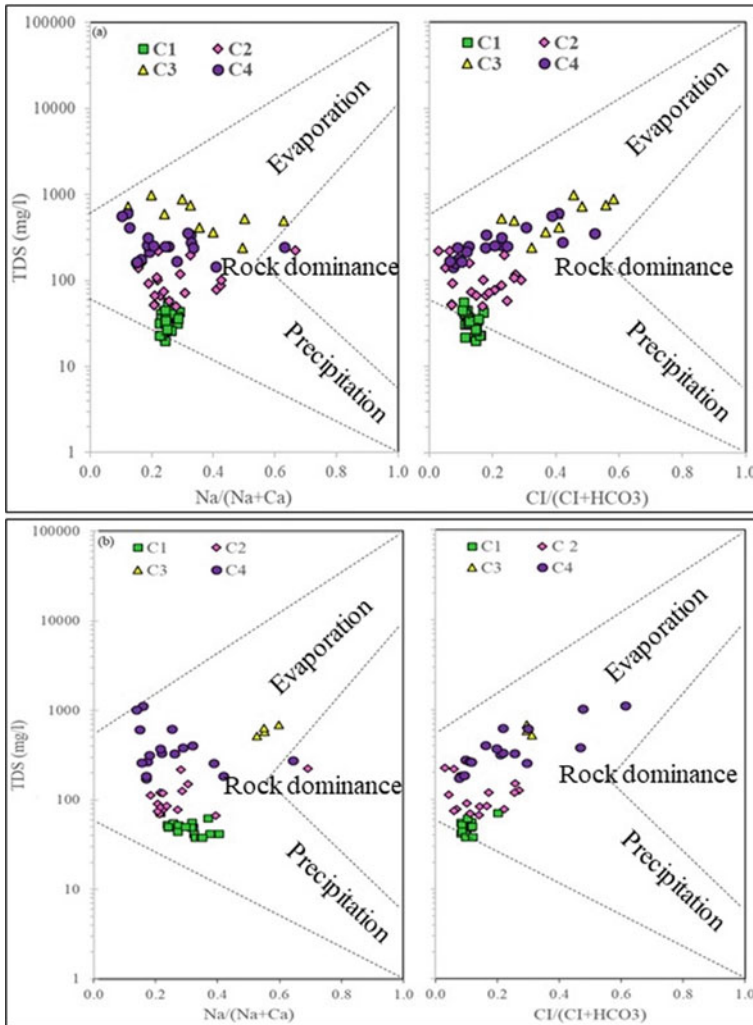 (a)
C1 C2
C3 C4
100000
10000
1000
100
10
1
TDS (mg/l)
Evaporation
Rock dominance
Precipitation
0.0 0.2 0.4 0.6 0.8 1.0
Na/(Na+Ca)
C1 C2
C3 C4
Evaporation
Rock dominance
Precipitation
0.0 0.2 0.4 0.6 0.8 1.0
CI/(CI+HCO3)
(b)
C1 C2
C3 C4
100000
10000
1000
100
10
1
TDS (mg/l)
Evaporation
Rock dominance
Precipitation
0.0 0.2 0.4 0.6 0.8 1.0
Na/(Na+Ca)
C1 C 2
C3 C4
Evaporation
Rock dominance
Precipitation
0.0 0.2 0.4 0.6 0.8 1.0
CI/(CI+HCO3)